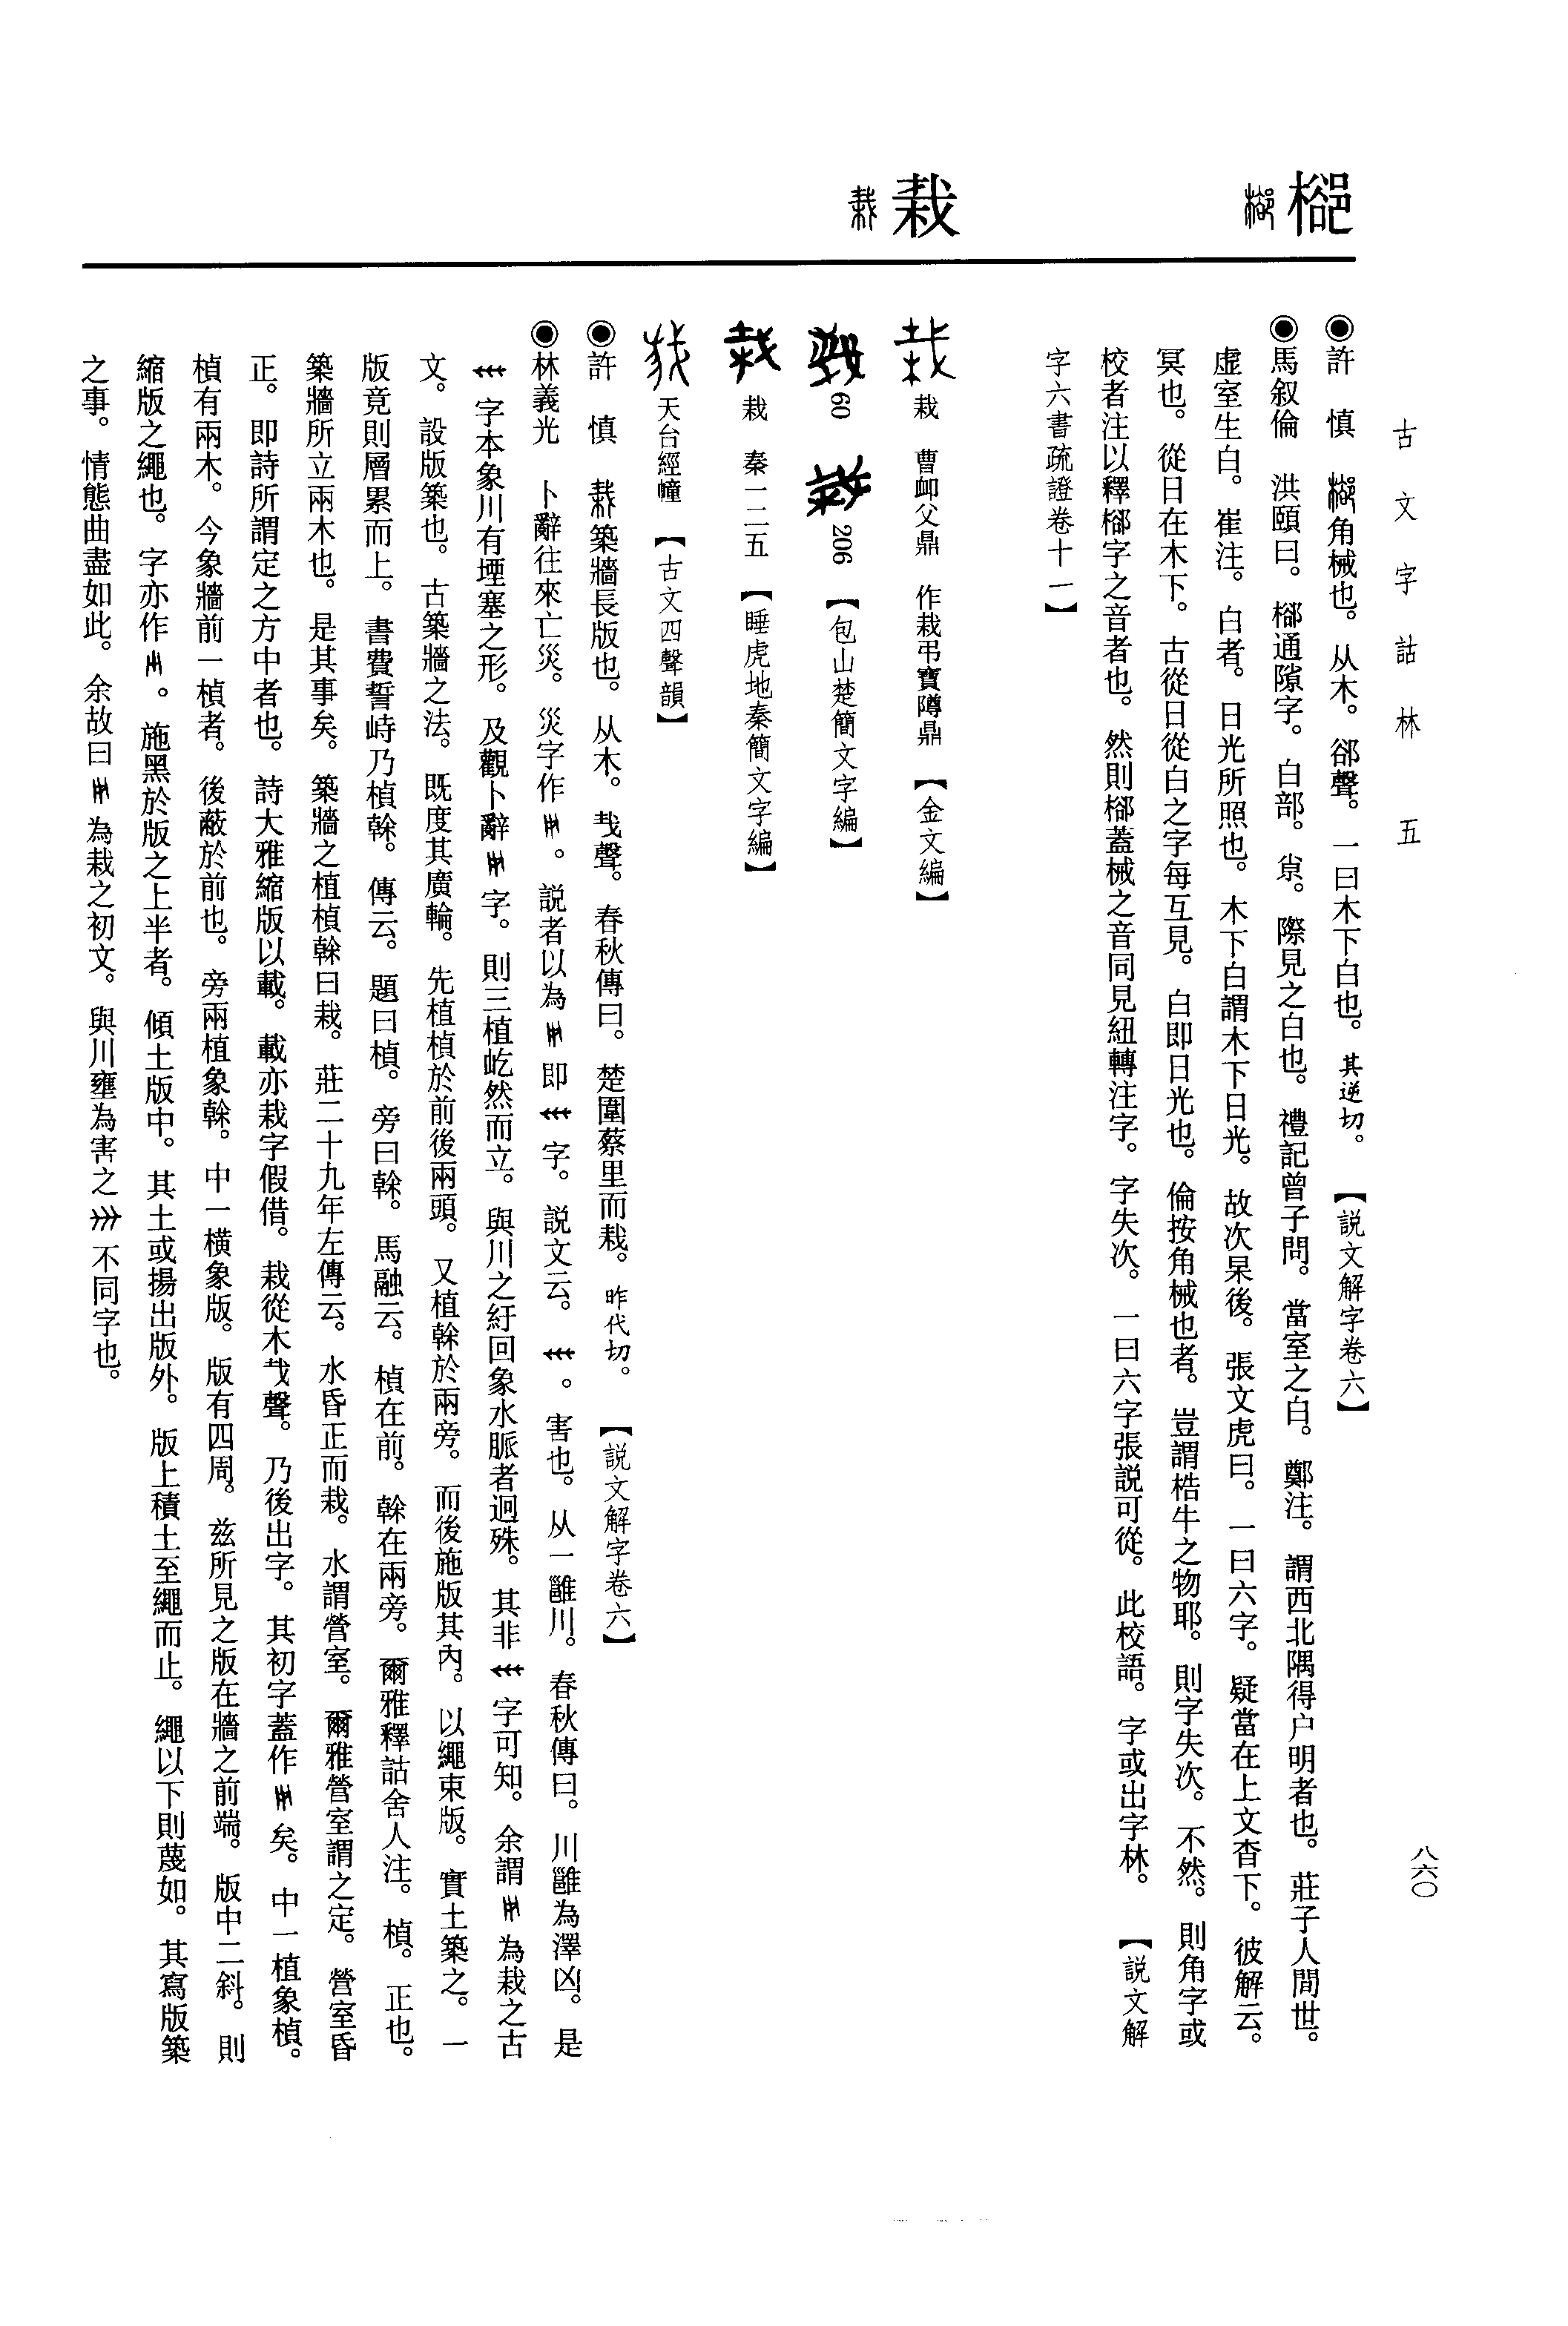 古文字詁林　五
八六〇
栽
◉許　慎　角械也。从木。郤聲。一曰木下白也。其逆切。【説文解字卷六】
◉馬叙倫　洪頤曰。㮨通隙字。白部。㡿。際見之白也。禮記曾子問。當室之白。鄭注。謂西北隅得户明者也。莊子人間世。
虚室生白。崔注。白者。日光所照也。木下白謂木下日光。故次杲後。張文虎曰。一曰六字。疑當在上文杳下。彼解云。
冥也。從日在木下。古從日從白之字每互見。白即日光也。倫按角械也者。豈謂梏牛之物耶。則字失次。不然。則角字或
校者注以釋㮨字之音者也。然則㮨蓋械之音同見紐轉注字。字失次。一曰六字張説可從。此校語。字或出字林。【説文解
字六書疏證卷十一】
栽　曹卹父鼎　作栽弔寶䵼鼎【金文編】
60　206【包山楚簡文字編】
栽　秦一二五【睡虎地秦簡文字編】
天台經幢【古文四聲韻】
◉許　慎　築牆長版也。从木。𢦏聲。春秋傳曰。楚圍蔡里而栽。昨代切。【説文解字卷六】
◉林義光　卜辭往來亡災。災字作。説者以為即字。説文云。害也。从一雝川。春秋傳曰。川雝為澤凶。是
字本象川有堙塞之形。及觀卜辭字。則三植屹然而立。與川之紆回象水脈者迥殊。其非字可知。余謂為栽之古
文。設版築也。古築牆之法。既度其廣輪。先植楨於前後兩頭。又植榦於兩旁。而後施版其內。以繩束版。實土築之。一
版竟則層累而上。書費誓峙乃楨榦。傳云。題曰楨。旁曰榦。馬融云。楨在前。榦在兩旁。爾雅釋詁舍人注。楨。正也。
築牆所立兩木也。是其事矣。築牆之植楨榦曰栽。莊二十九年左傳云。水昏正而栽。水謂營室。爾雅營室謂之定。營室昏
正。即詩所謂定之方中者也。詩大雅縮版以載。載亦栽字假借。栽從木𢦏聲。乃後出字。其初字蓋作矣。中一植象楨。
楨有兩木。今象牆前一楨者。後蔽於前也。旁兩植象榦。中一横象版。版有四周。兹所見之版在牆之前端。版中二斜。則
縮版之繩也。字亦作。施黑於版之上半者。傾土版中。其土或揚出版外。版上積土至繩而止。繩以下則蔑如。其寫版築
之事。情態曲盡如此。余故曰為栽之初文。與川壅為害之不同字也。